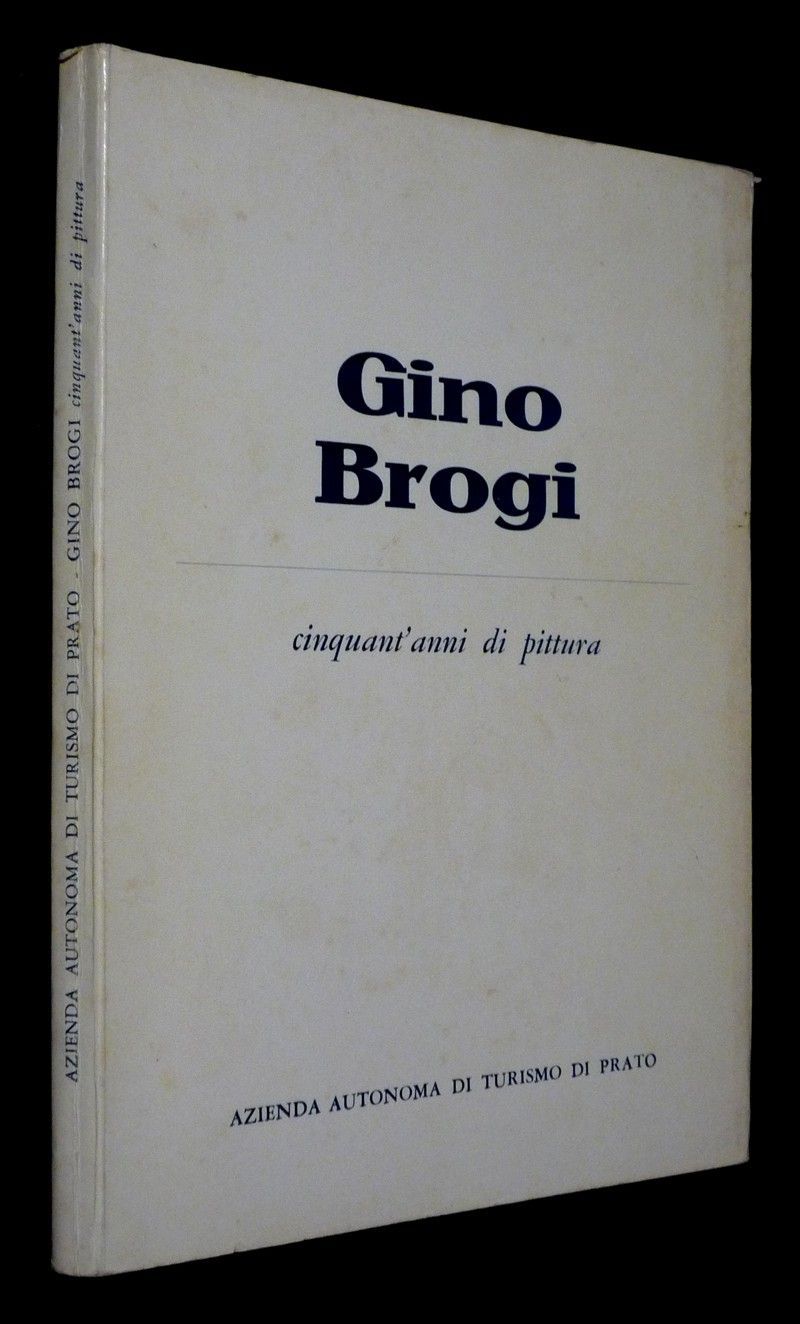 Gino
Brogi
cinquant'anni di pittura
AZIENDA AUTONOMA DI TURISMO DI PRATO
AZIENDA AUTONOMA DI TURISMO DI PRATO - GINO BROGI cinquant'anni di pittura